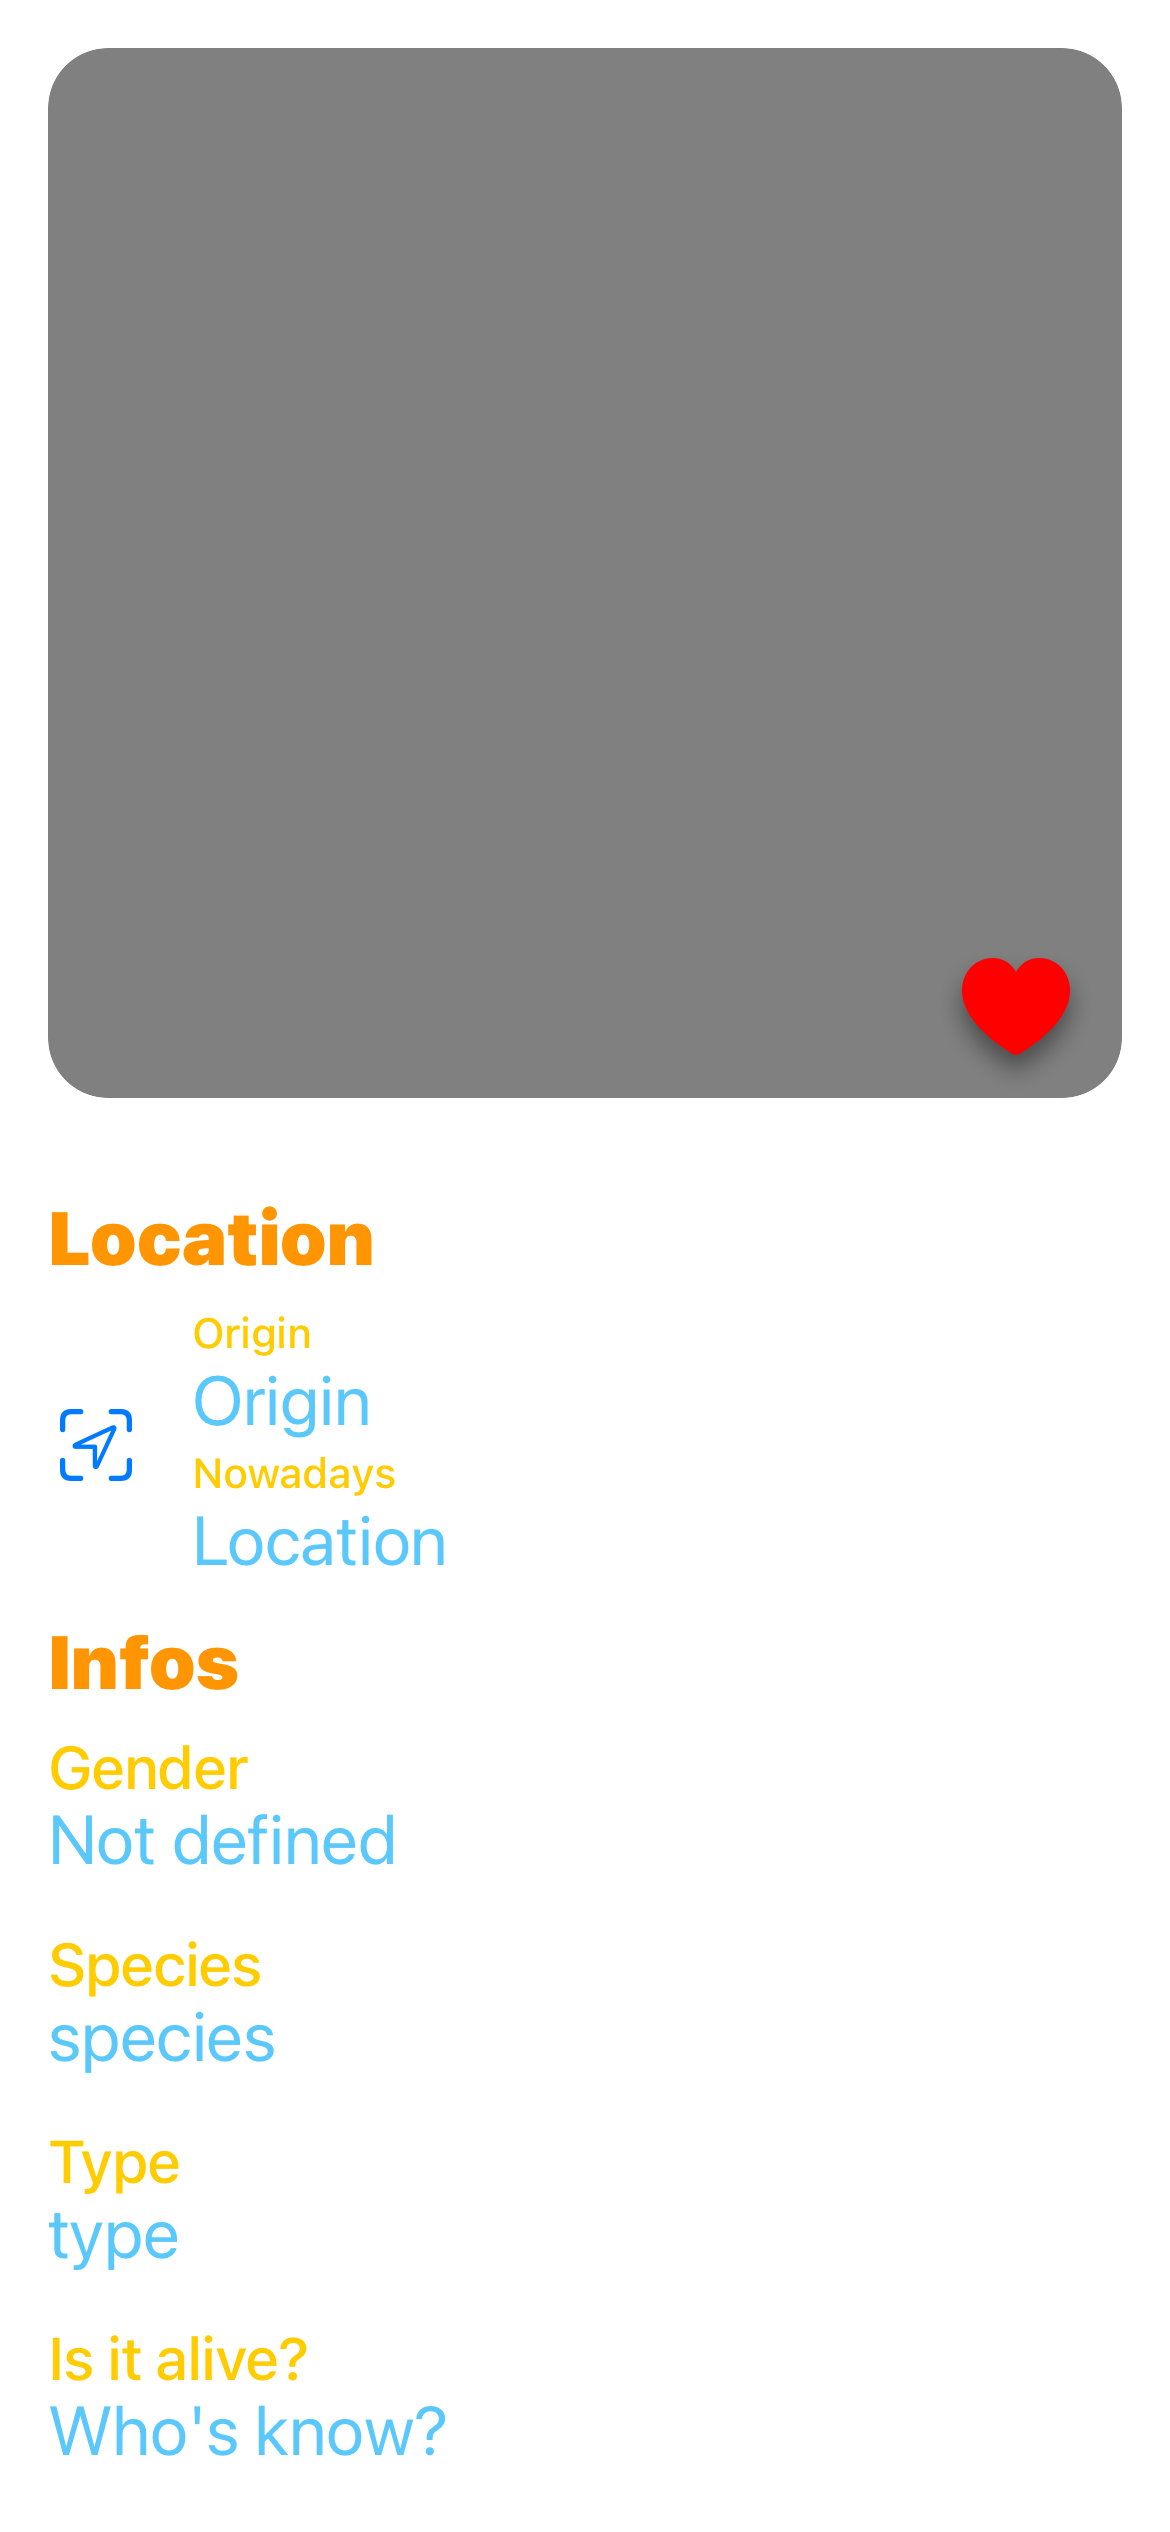 Location
Origin
Origin
Nowadays
Location
Infos
Gender
Not defined
Species
species
Type
type
Is it alive?
Who's know?